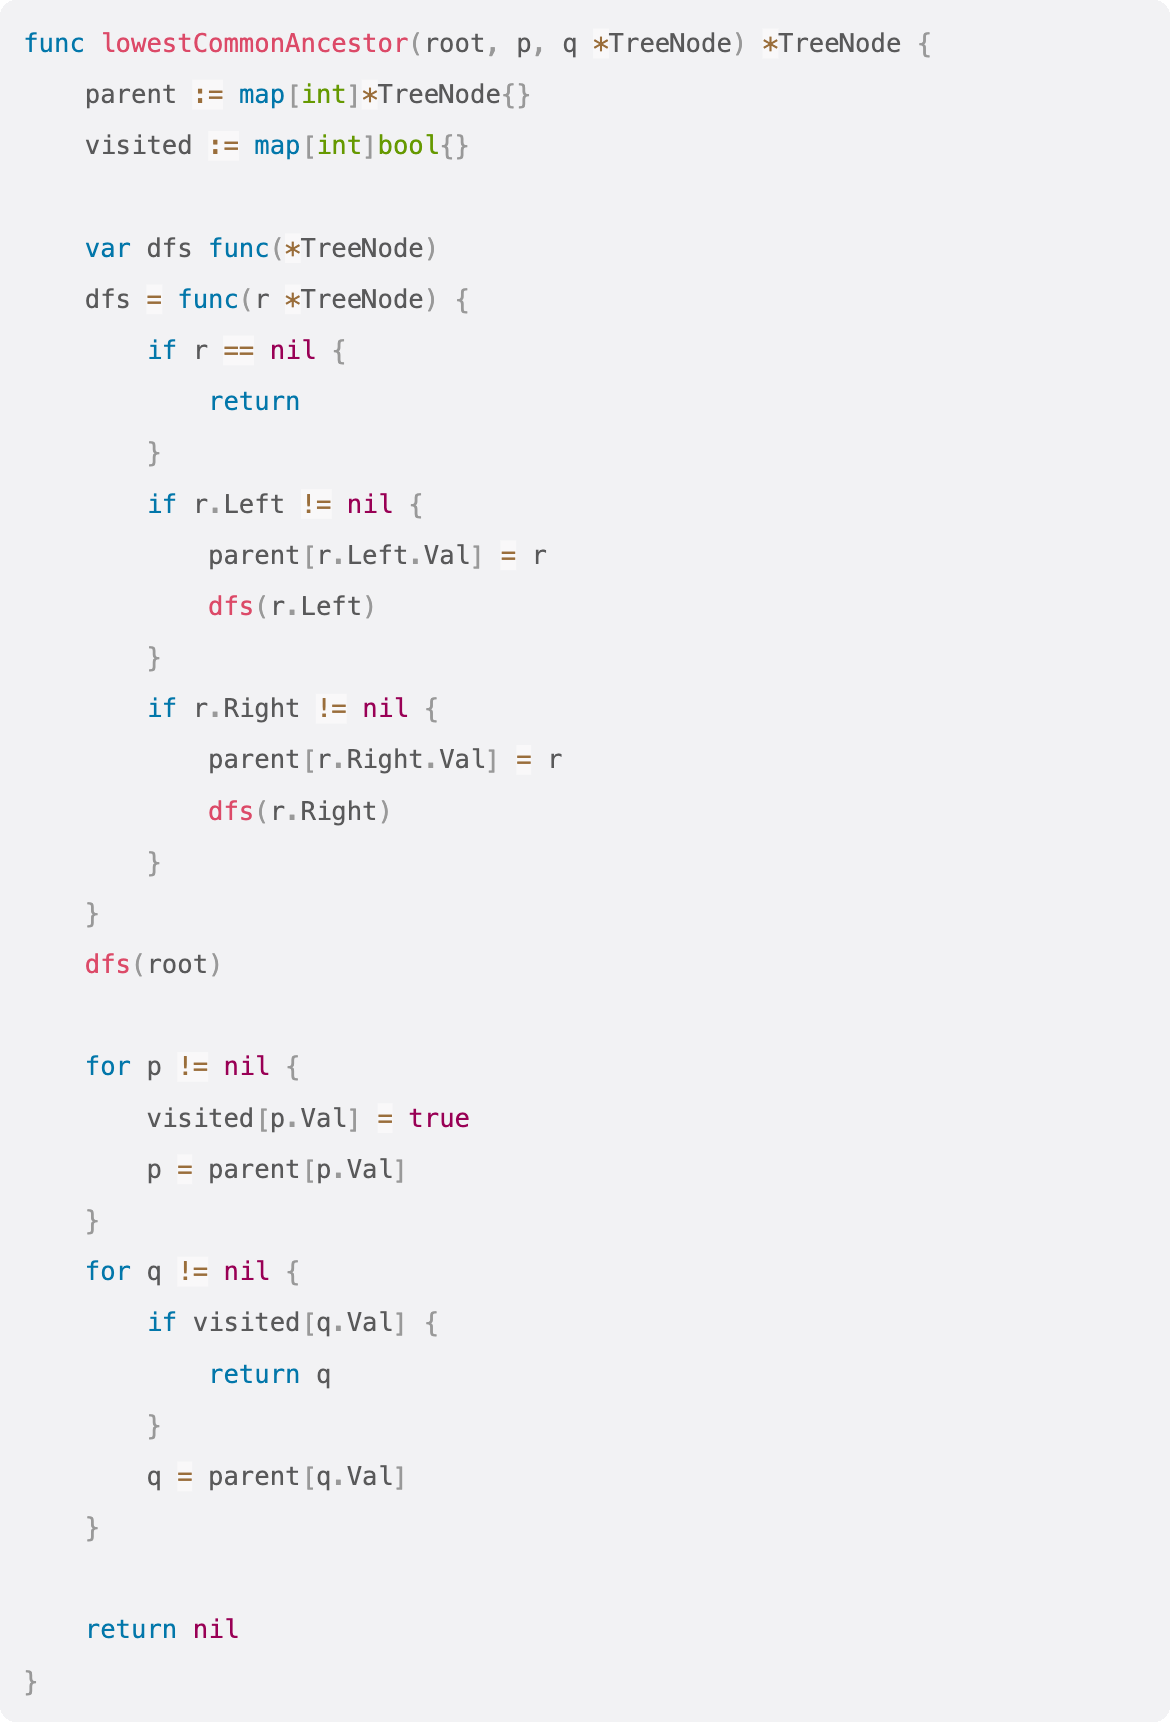 func lowestCommonAncestor(root, p, q *TreeNode) *TreeNode {
    parent := map[int]*TreeNode{}
    visited := map[int]bool{}

    var dfs func(*TreeNode)
    dfs = func(r *TreeNode) {
        if r == nil {
            return
        }
        if r.Left != nil {
            parent[r.Left.Val] = r
            dfs(r.Left)
        }
        if r.Right != nil {
            parent[r.Right.Val] = r
            dfs(r.Right)
        }
    }
    dfs(root)

    for p != nil {
        visited[p.Val] = true
        p = parent[p.Val]
    }
    for q != nil {
        if visited[q.Val] {
            return q
        }
        q = parent[q.Val]
    }

    return nil
}